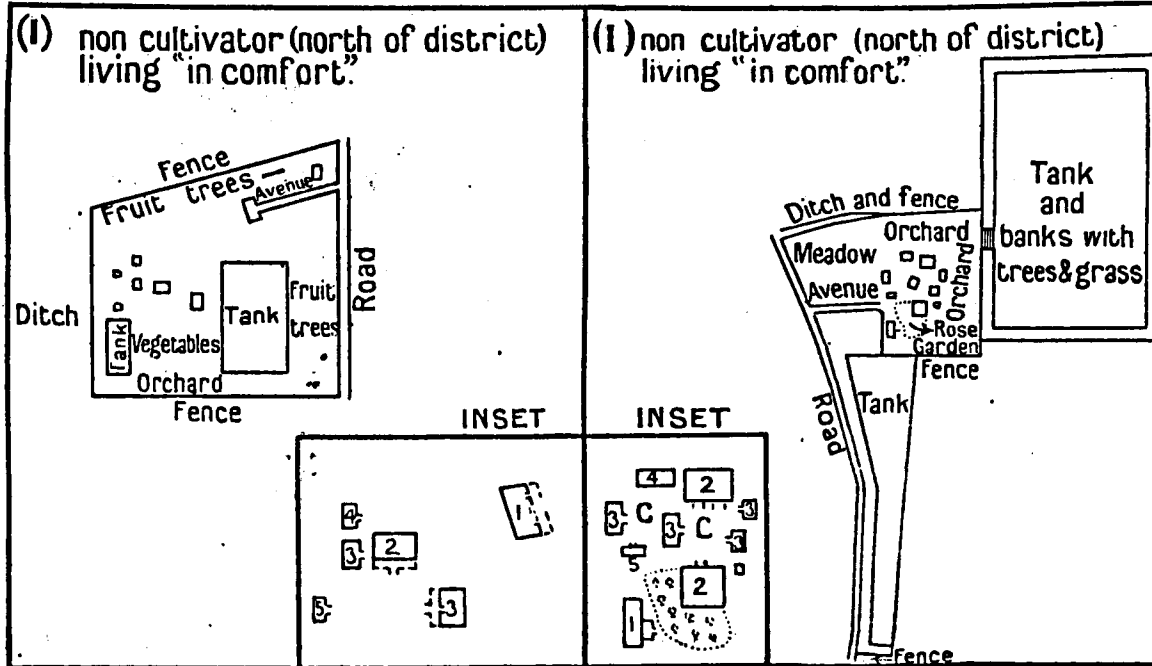 (1) non cultivator (north of district)
living "in comfort".
Fence
Fruit trees
Avenue
Road
Ditch
Tank
Vegetables
Tank
Fruit
trees
Orchard
Fence
INSET
1
4
3
2
5
3
(1) non cultivator (north of district)
living "in comfort".
Tank
and
banks with
trees & grass
Ditch and fence
Orchard
Meadow
Orchard
Avenue
Rose
Garden
Fence
Road
Tank
Fence
INSET
4
2
3
C
3
C
3
3
5
2
1